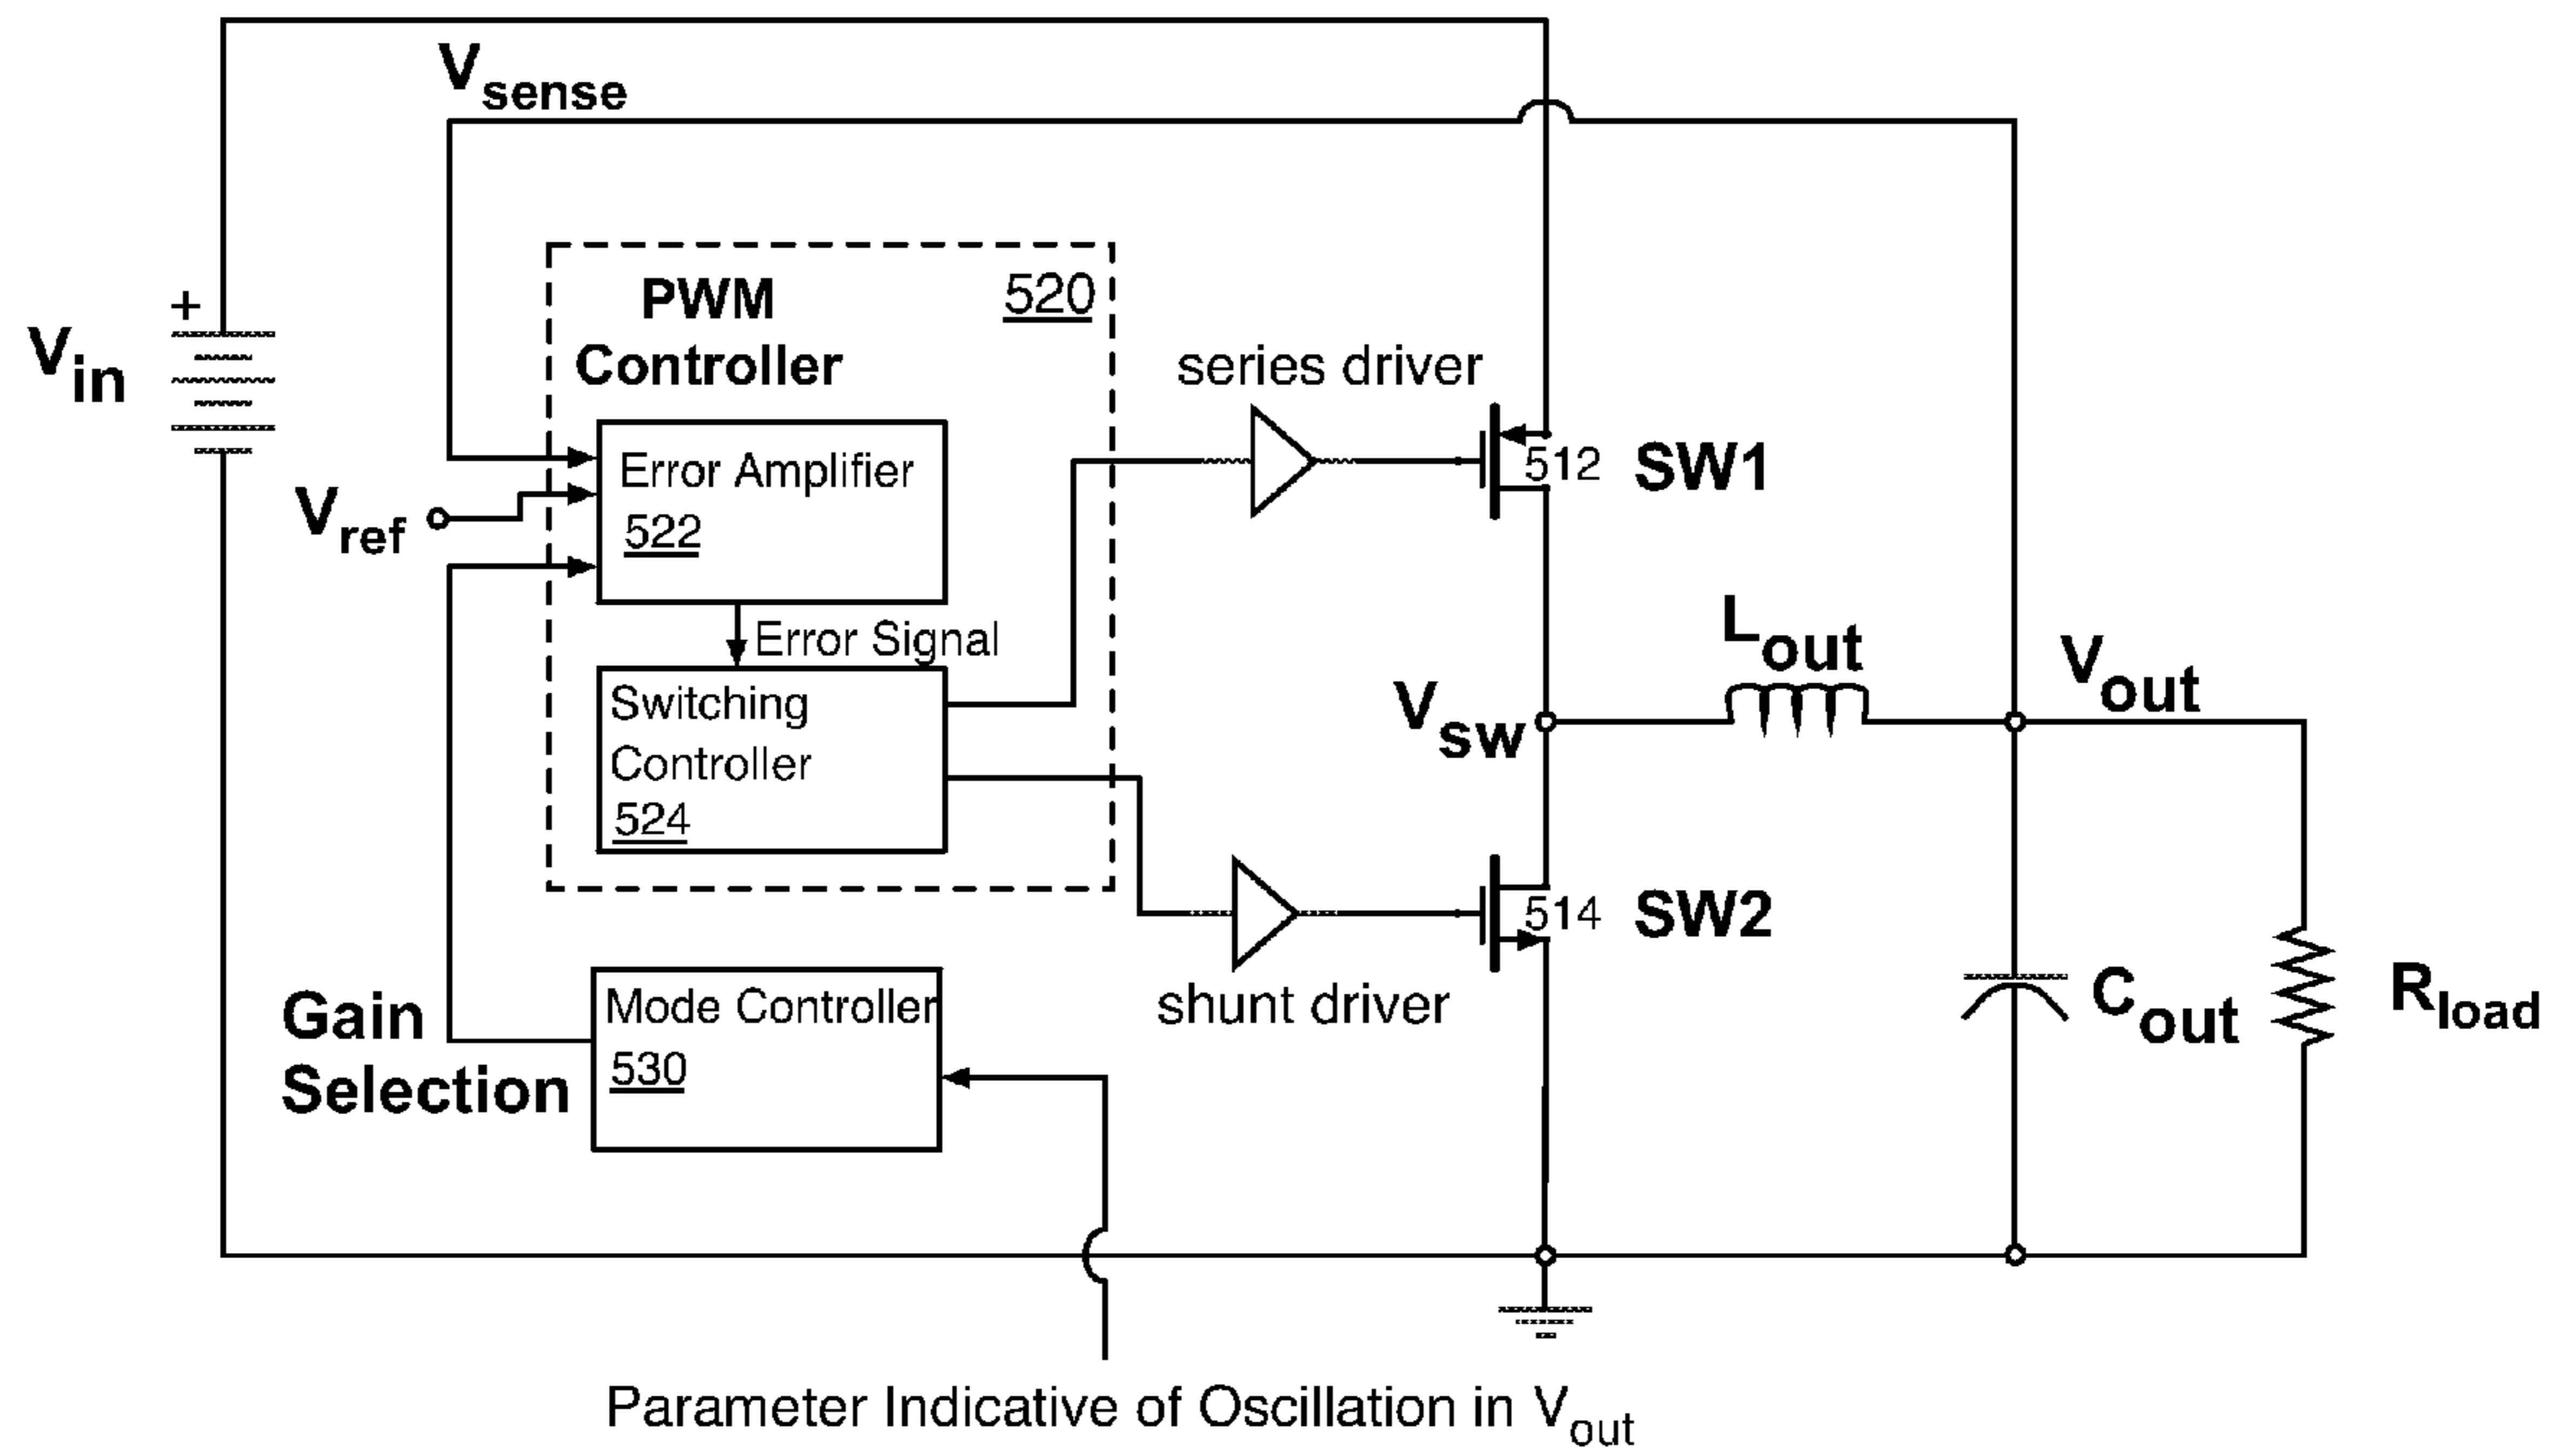 Vsense
PWM
Controller
520
+
Vin
series driver
Error Amplifier
522
512
SW1
Vref
Error Signal
Switching
Controller
524
Vsw
Lout
Vout
514
SW2
shunt driver
Gain
Selection
Mode Controller
530
Cout
Rload
Parameter Indicative of Oscillation in Vout